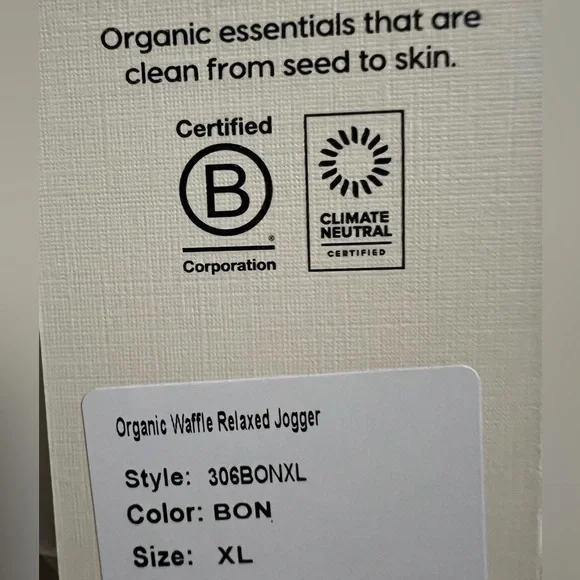 Organic essentials that are
clean from seed to skin.
Certified
B
®
Corporation
CLIMATE
NEUTRAL
CERTIFIED
Organic Waffle Relaxed Jogger
Style: 306BONXL
Color: BON
Size: XL